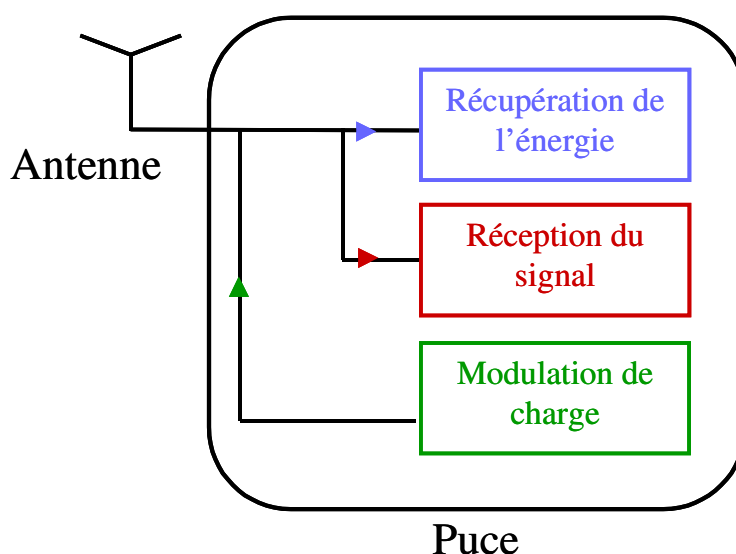 Récupération de
l'énergie
Antenne
Réception du
signal
Modulation de
charge
Puce